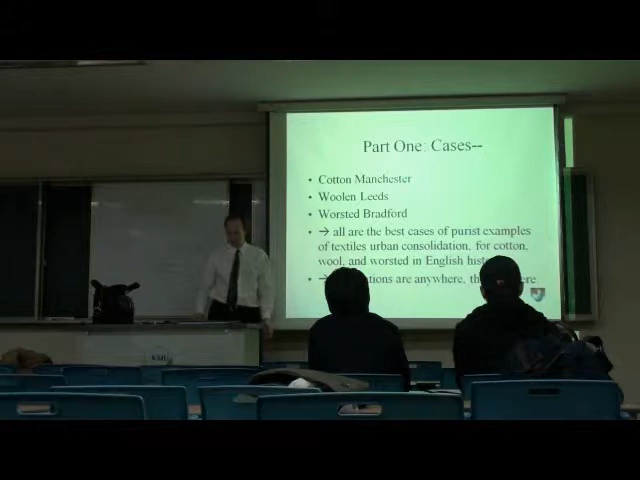 Part One: Cases--
• Cotton Manchester
• Woolen Leeds
• Worsted Bradford
• → all are the best cases of purist examples
of textiles urban consolidation, for cotton,
wool, and worsted in English
• → are anywhere,